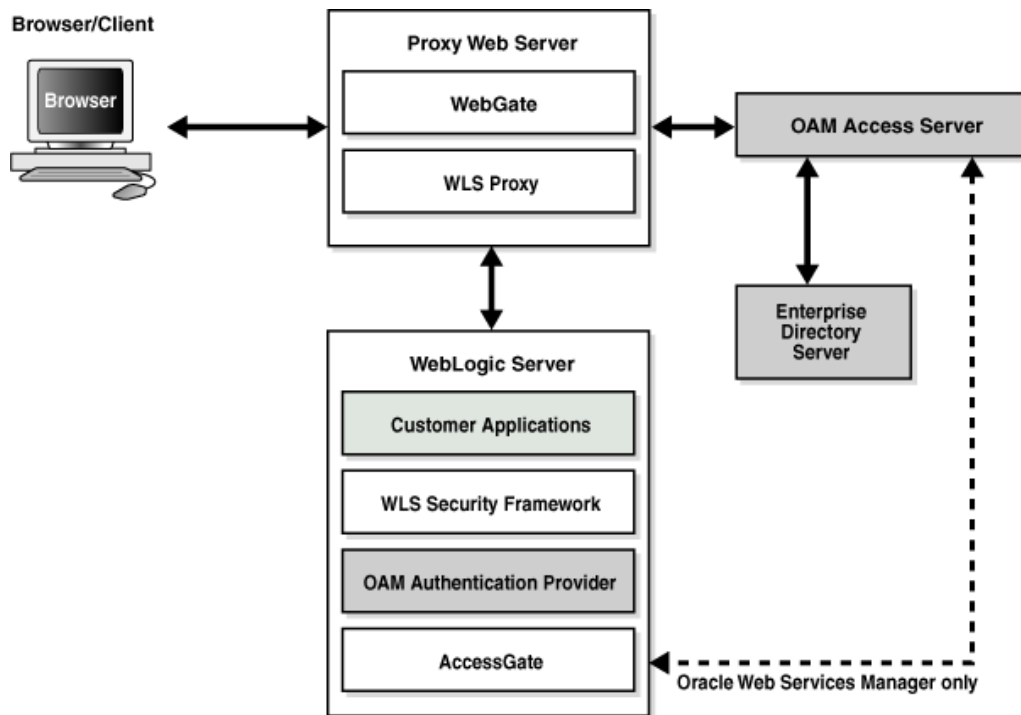 Browser/Client
Browser
Proxy Web Server
WebGate
WLS Proxy
OAM Access Server
Enterprise
Directory
Server
WebLogic Server
Customer Applications
WLS Security Framework
OAM Authentication Provider
AccessGate
Oracle Web Services Manager only